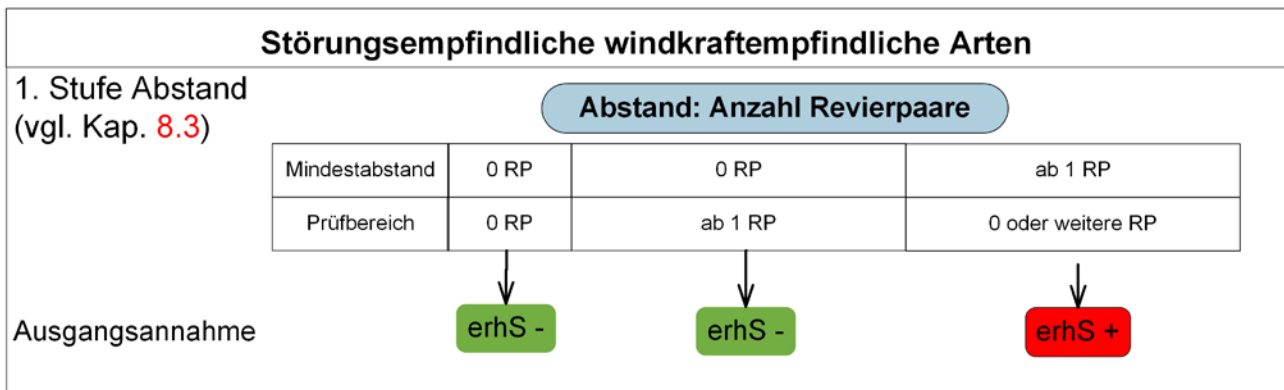 Störungsempfindliche windkraftempfindliche Arten
1. Stufe Abstand
(vgl. Kap. 8.3)
Abstand: Anzahl Revierpaare
Mindestabstand 0 RP 0 RP ab 1 RP
Prüfbereich 0 RP ab 1 RP 0 oder weitere RP
Ausgangsannahme erhS - erhS - erhS +